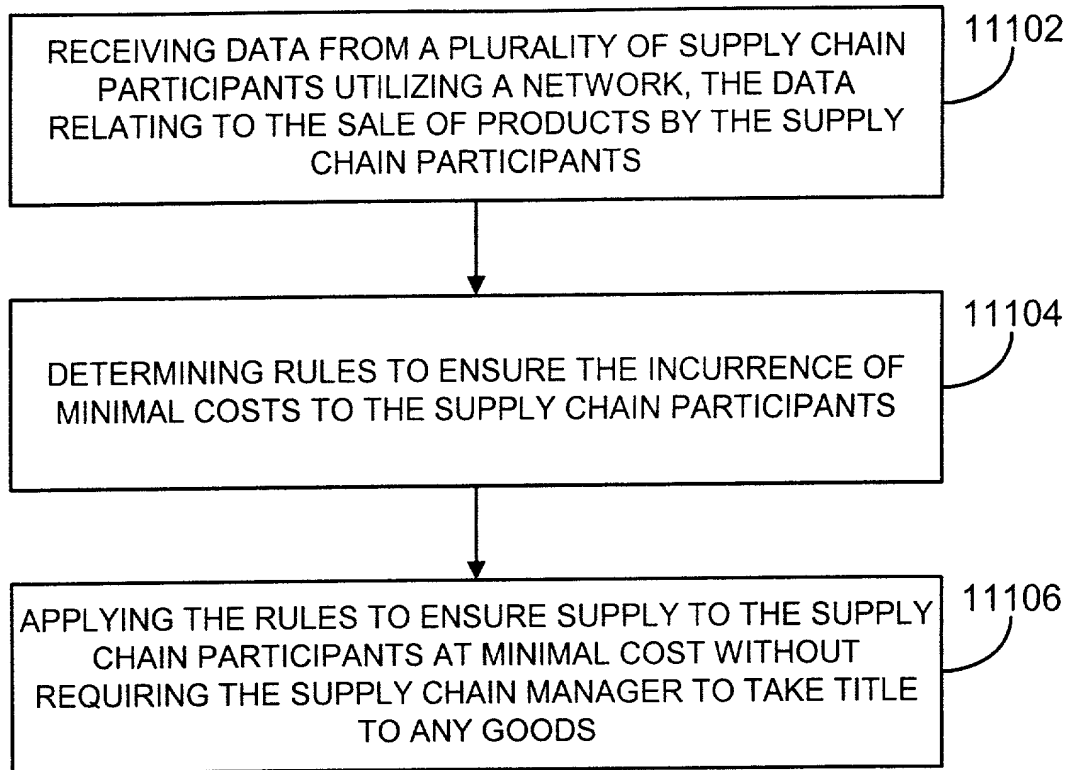 RECEIVING DATA FROM A PLURALITY OF SUPPLY CHAIN
PARTICIPANTS UTILIZING A NETWORK, THE DATA
RELATING TO THE SALE OF PRODUCTS BY THE SUPPLY
CHAIN PARTICIPANTS
11102
DETERMINING RULES TO ENSURE THE INCURRENCE OF
MINIMAL COSTS TO THE SUPPLY CHAIN PARTICIPANTS
11104
APPLYING THE RULES TO ENSURE SUPPLY TO THE SUPPLY
CHAIN PARTICIPANTS AT MINIMAL COST WITHOUT
REQUIRING THE SUPPLY CHAIN MANAGER TO TAKE TITLE
TO ANY GOODS
11106